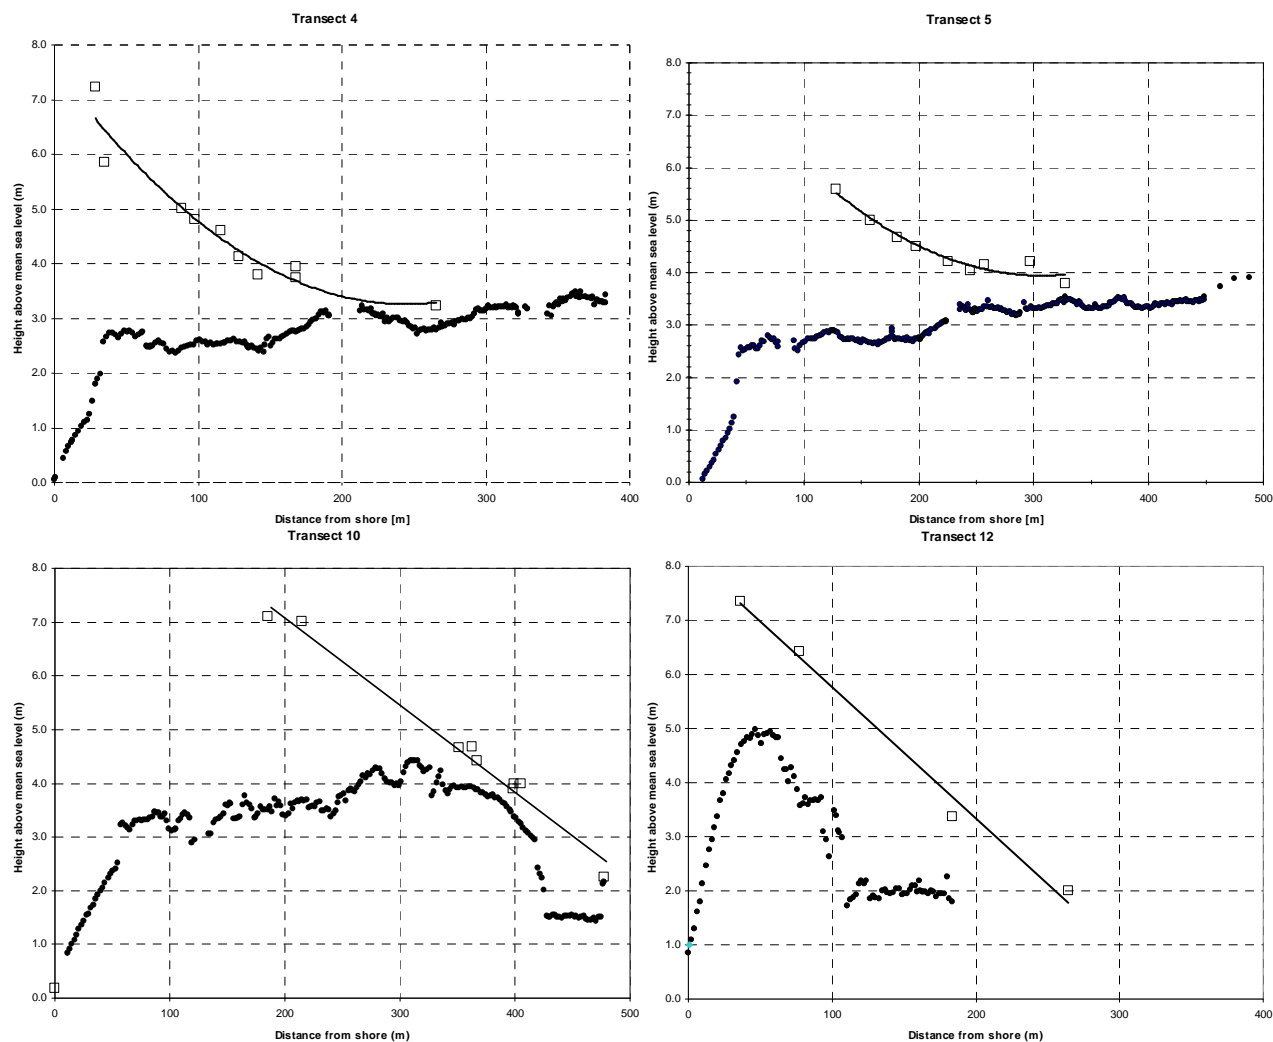 Transect 4
8.0
7.0
6.0
5.0
4.0
3.0
2.0
1.0
0.0
Height above mean sea level (m)
0 100 200 300 400
Distance from shore [m]
Transect 5
8.0
7.0
6.0
5.0
4.0
3.0
2.0
1.0
0.0
Height above mean sea level (m)
0 100 200 300 400 500
Distance from shore [m]
Transect 10
8.0
7.0
6.0
5.0
4.0
3.0
2.0
1.0
0.0
Height above mean sea level (m)
0 100 200 300 400 500
Distance from shore (m)
Transect 12
8.0
7.0
6.0
5.0
4.0
3.0
2.0
1.0
0.0
Height above mean sea level (m)
0 100 200 300 400
Distance from shore (m)